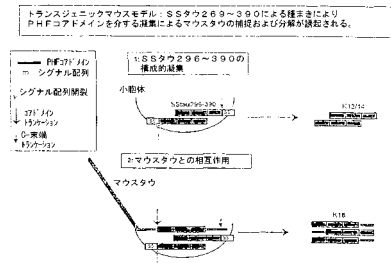 トランスジェニックマウスモデル:SSタウ269~390による種まきにより
PHFコアドメインを介する凝集によるマウスタウの捕捉および分解が誘起される。
PHFコアドメイン
シグナル配列
シグナル配列開裂
コアドメイン
トランケーション
C-末端
トランケーション
1:SSタウ296~390の
構成的凝集
小胞体
SStau296-390
K13/14
2:マウスタウとの相互作用
マウスタウ
K16